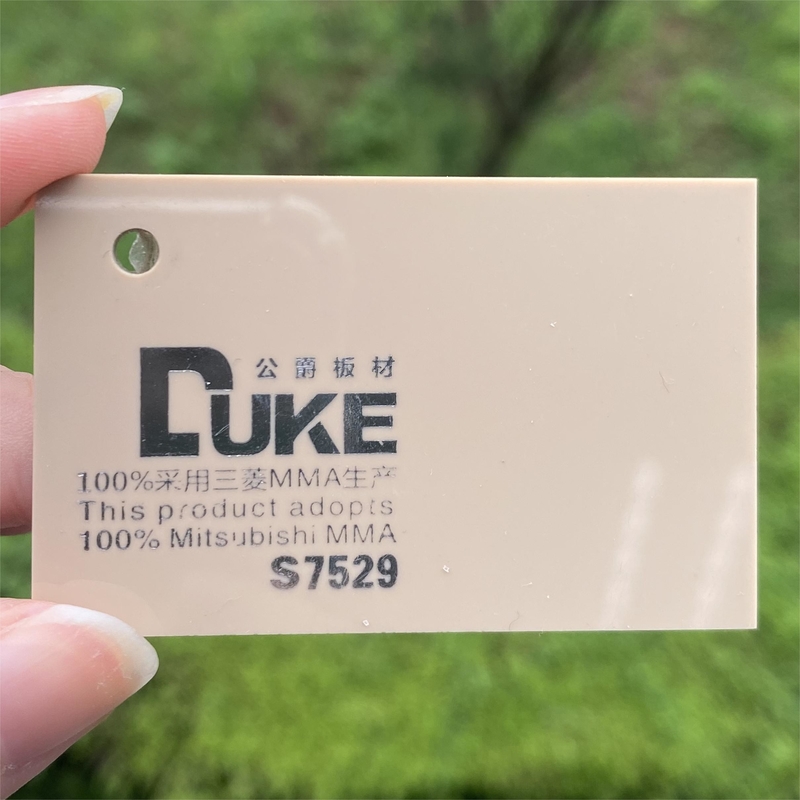 公爵板材
DUKE
100%采用三菱MMA生产
This product adopts
100% Mitsubishi MMA
S7529